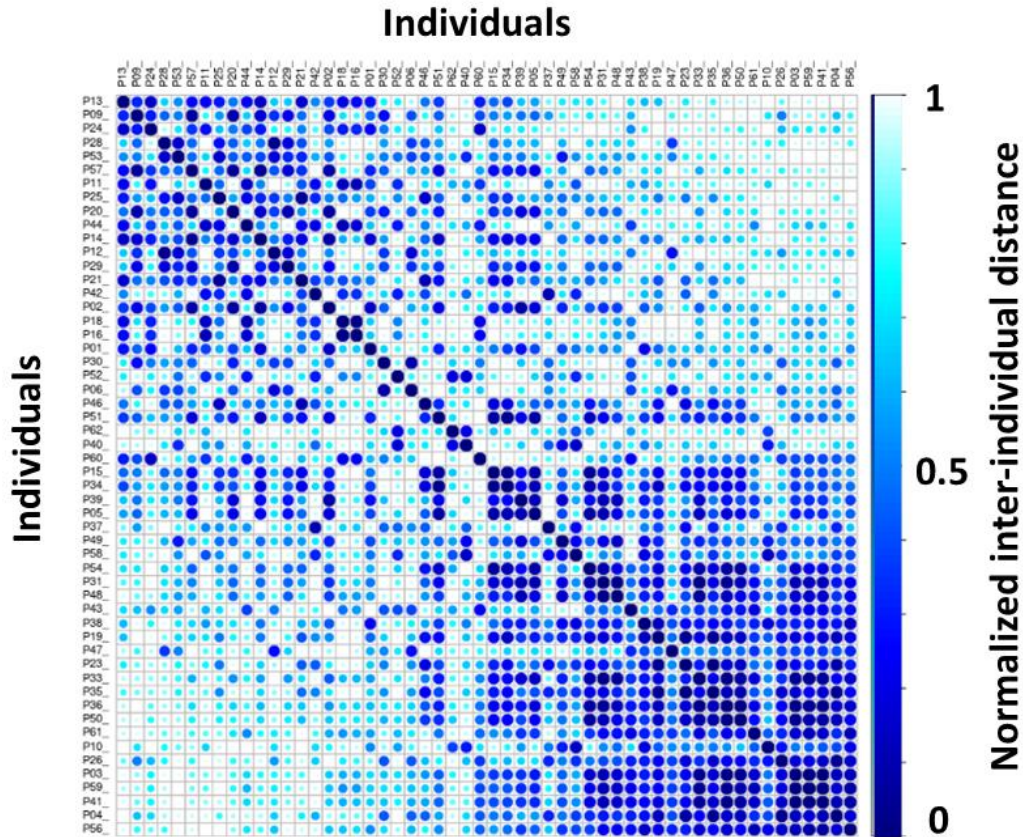 Individuals
P13_ P09_ P24_ P28_ P53_ P57_ P11_ P25_ P20_ P44_ P14_ P12_ P29_ P21_ P42_ P02_ P18_ P16_ P01_ P30_ P52_ P06_ P46_ P51_ P62_ P40_ P60_ P15_ P34_ P39_ P05_ P37_ P49_ P58_ P54_ P31_ P48_ P43_ P38_ P19_ P47_ P23_ P33_ P35_ P36_ P50_ P61_ P10_ P26_ P03_ P59_ P41_ P04_ P56_
Individuals
P13_
P09_
P24_
P28_
P53_
P57_
P11_
P25_
P20_
P44_
P14_
P12_
P29_
P21_
P42_
P02_
P18_
P16_
P01_
P30_
P52_
P06_
P46_
P51_
P62_
P40_
P60_
P15_
P34_
P39_
P05_
P37_
P49_
P58_
P54_
P31_
P48_
P43_
P38_
P19_
P47_
P23_
P33_
P35_
P36_
P50_
P61_
P10_
P26_
P03_
P59_
P41_
P04_
P56_
1
0.5
0
Normalized inter-individual distance